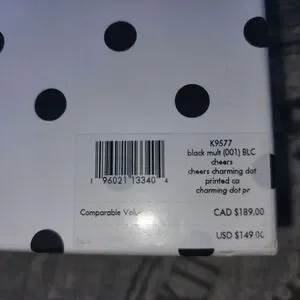 K9577
black mult (001) BLC
cheers
cheers charming dot
printed ca
charming dot pr
1 96021 13340 4
Comparable Value
CAD $189.00
USD $149.00